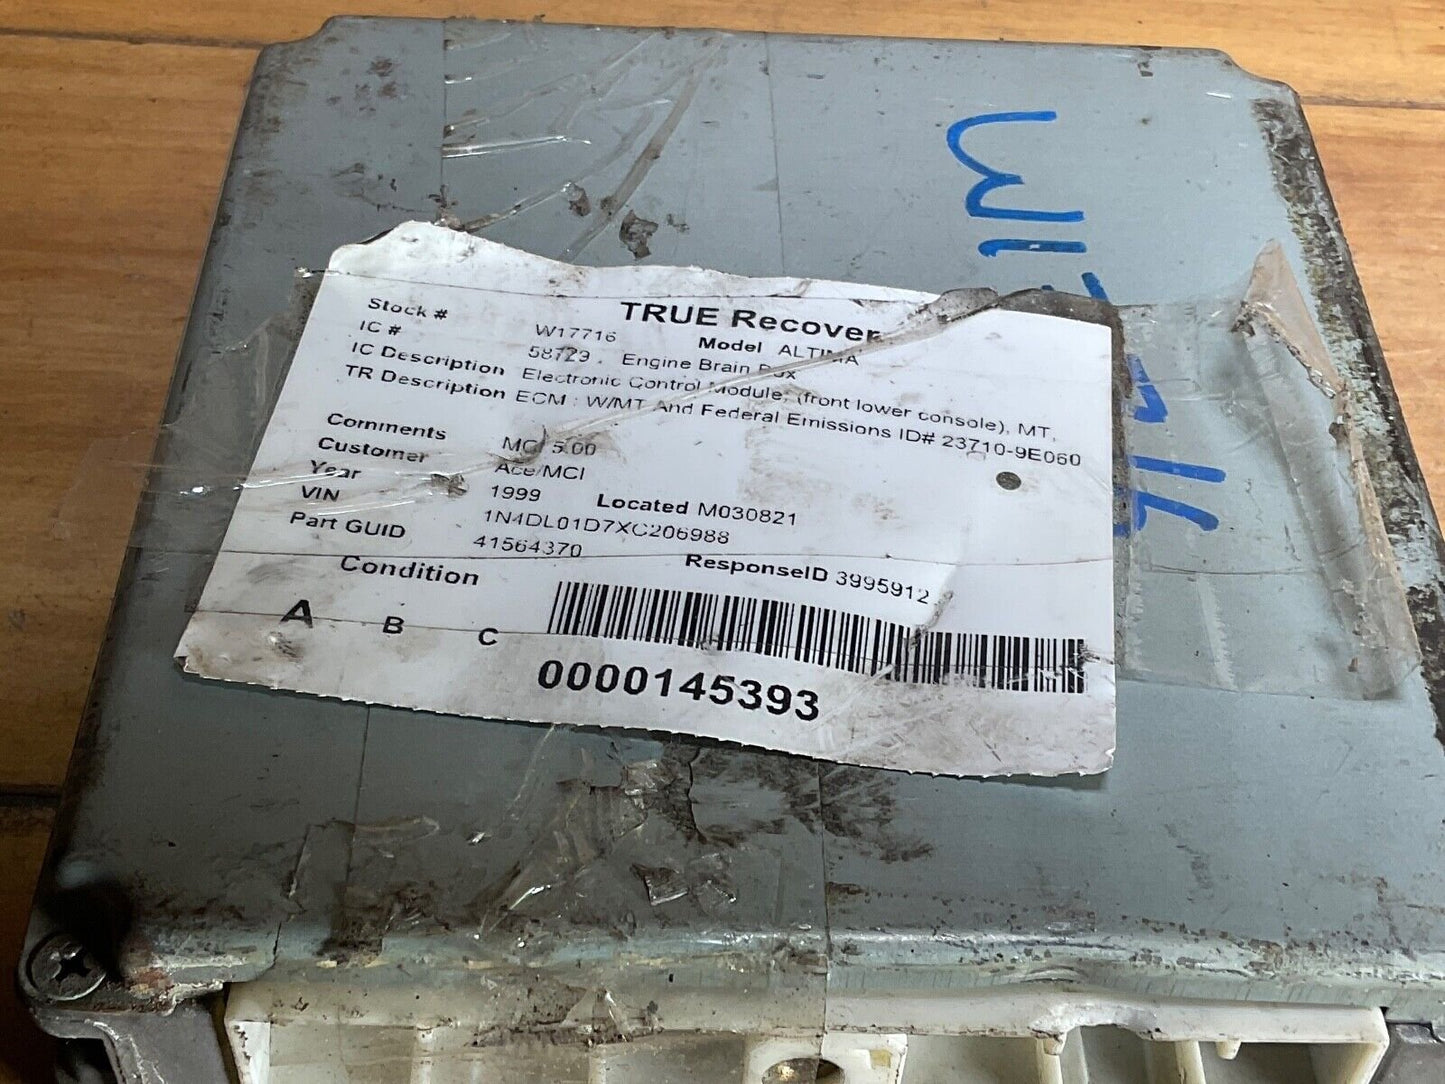 TRUE Recover
Stock # W17716 Model ALTIMA
IC # 58729 Engine Brain Box
IC Description Electronic Control Module, (front lower console), MT,
TR Description ECM : W/MT And Federal Emissions ID# 23710-9E060
Comments MCI 5.00
Customer Ace/MCI
Year 1999 Located M030821
VIN 1N4DL01D7XC206988
Part GUID 41564370 ResponseID 3995912
Condition
A B C
0000145393
W17716